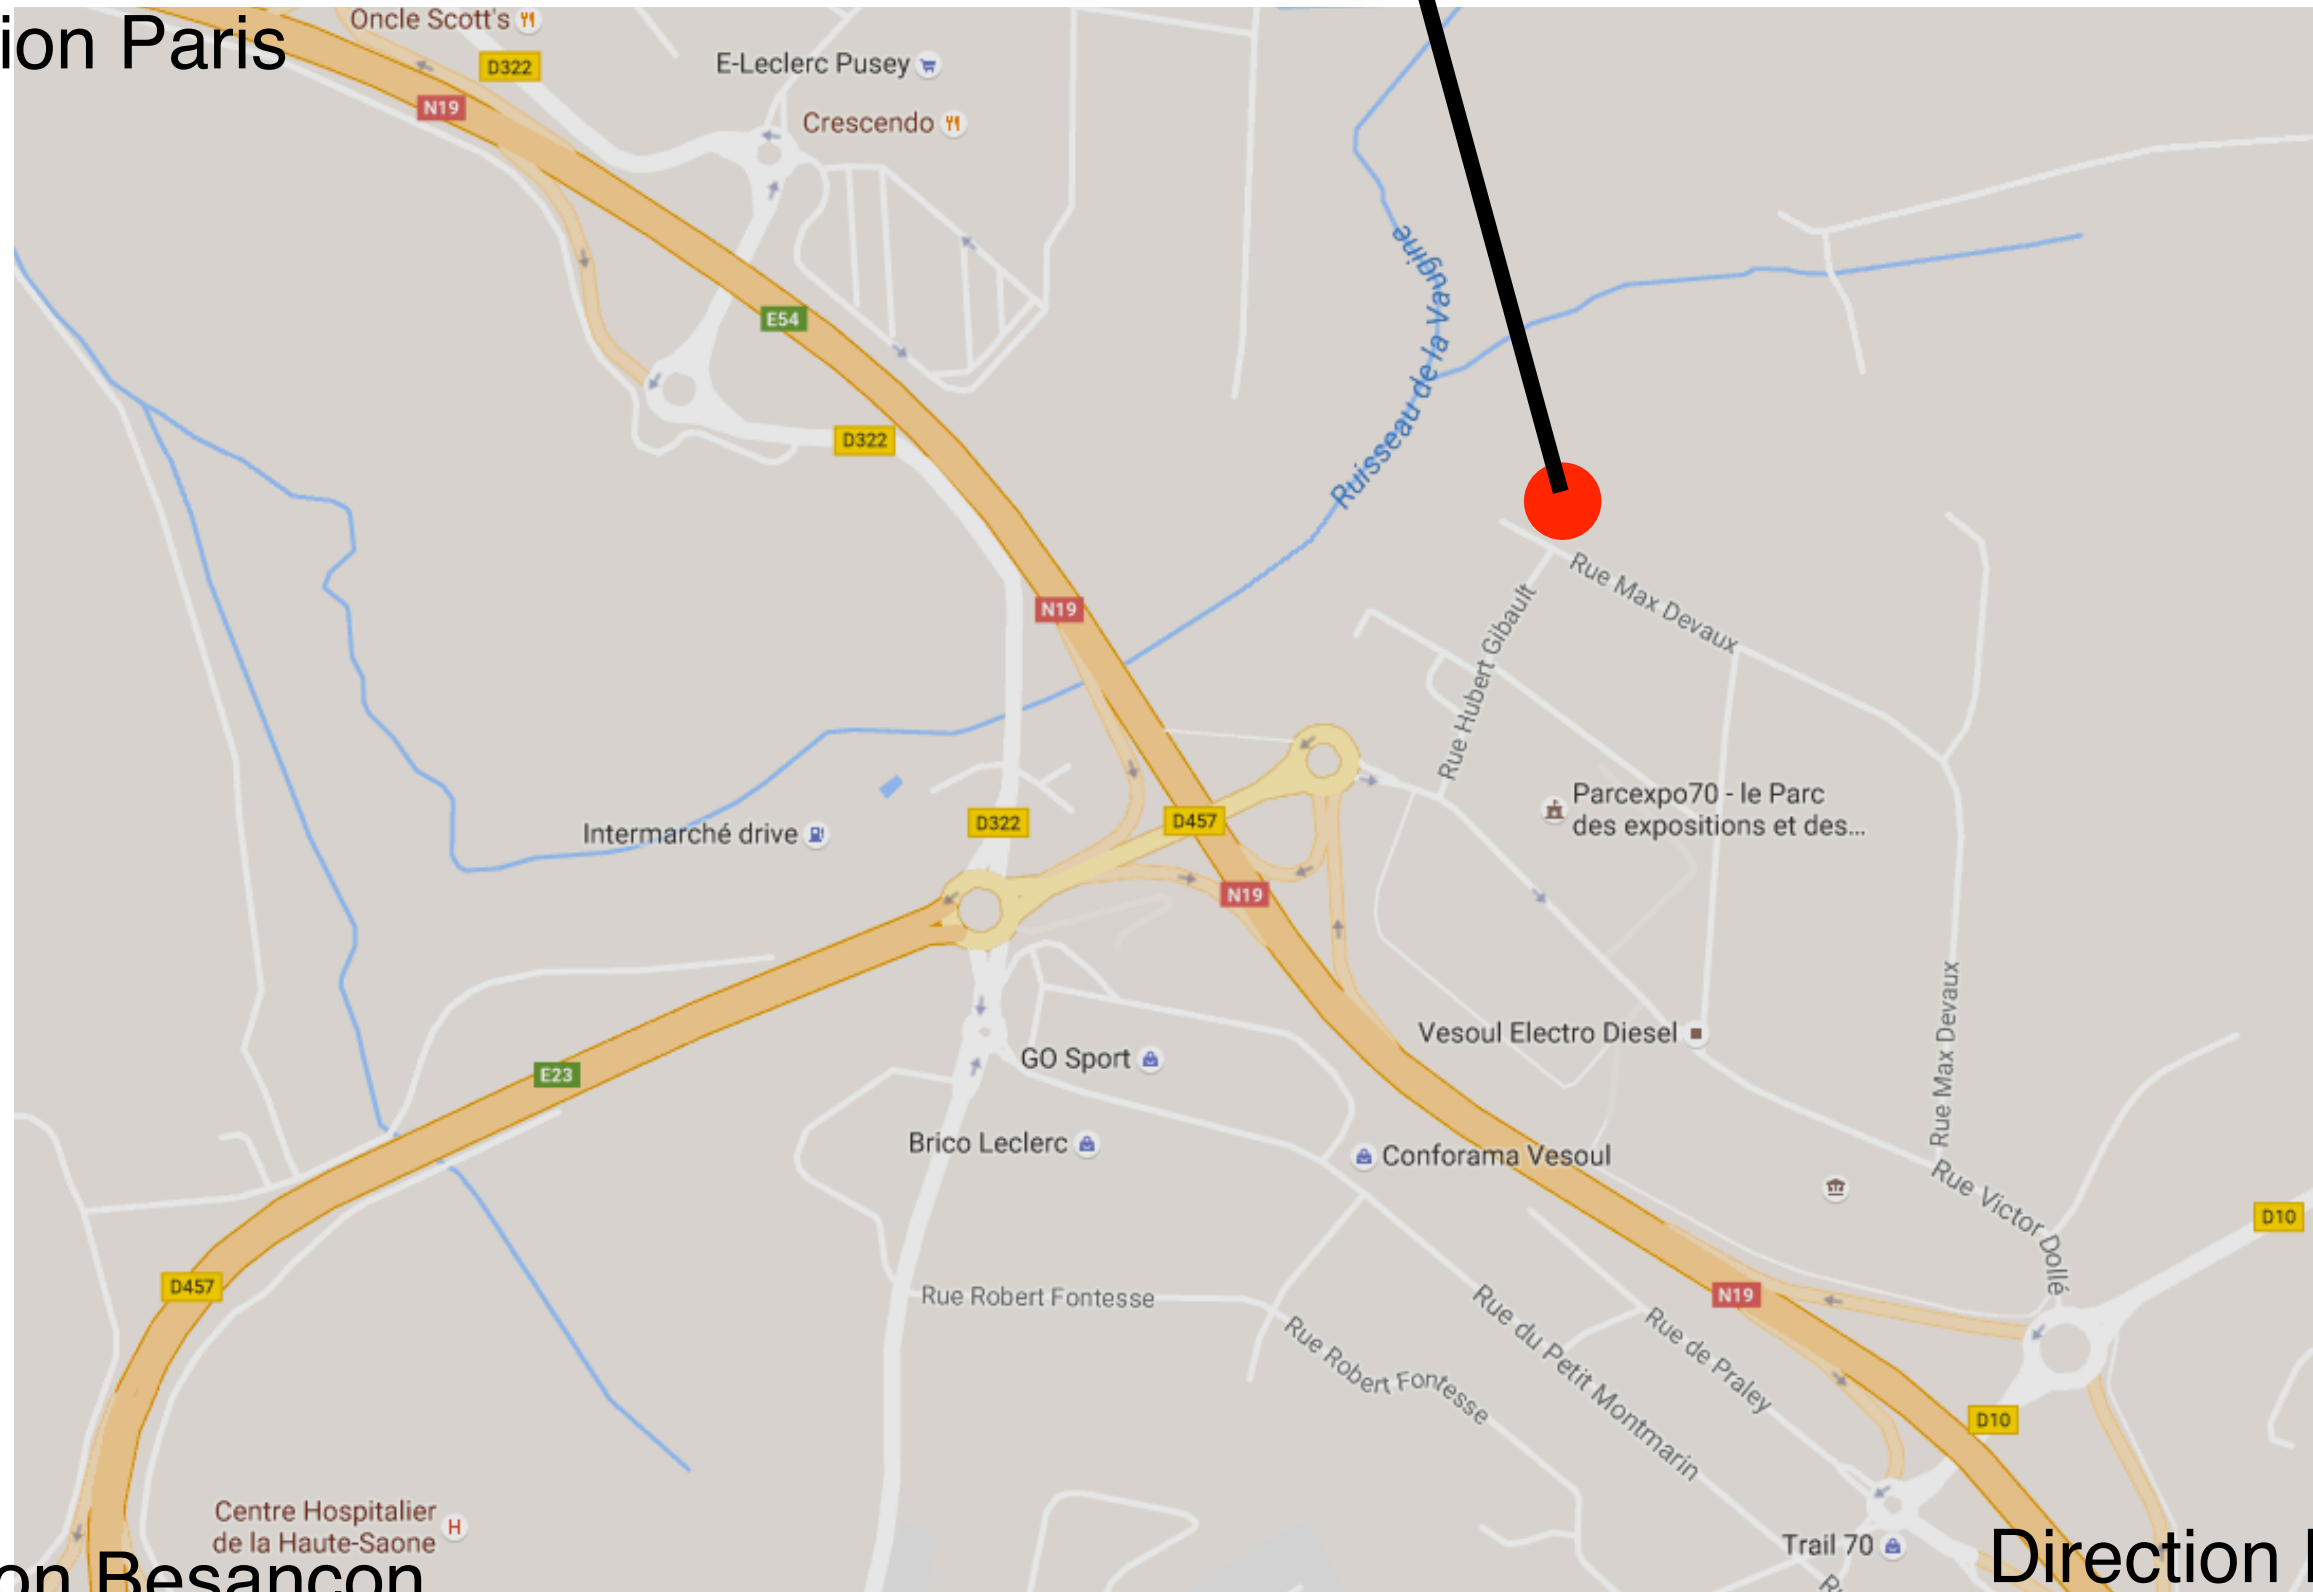 ion Paris
Oncle Scott's
D322
E-Leclerc Pusey
N19
Crescendo
E54
Ruisseau de la Vaugine
D322
Rue Max Devaux
N19
Rue Hubert Gibault
Parcexpo70 - le Parc
des expositions et des...
D322
D457
Intermarché drive
N19
Vesoul Electro Diesel
Rue Max Devaux
GO Sport
E23
Brico Leclerc
Conforama Vesoul
Rue Victor Dollé
D10
D457
Rue Robert Fontesse
N19
Rue du Petit Montmarin
Rue de Praley
Rue Robert Fontesse
D10
Centre Hospitalier
de la Haute-Saone
H
Trail 70
on Besançon
Direction